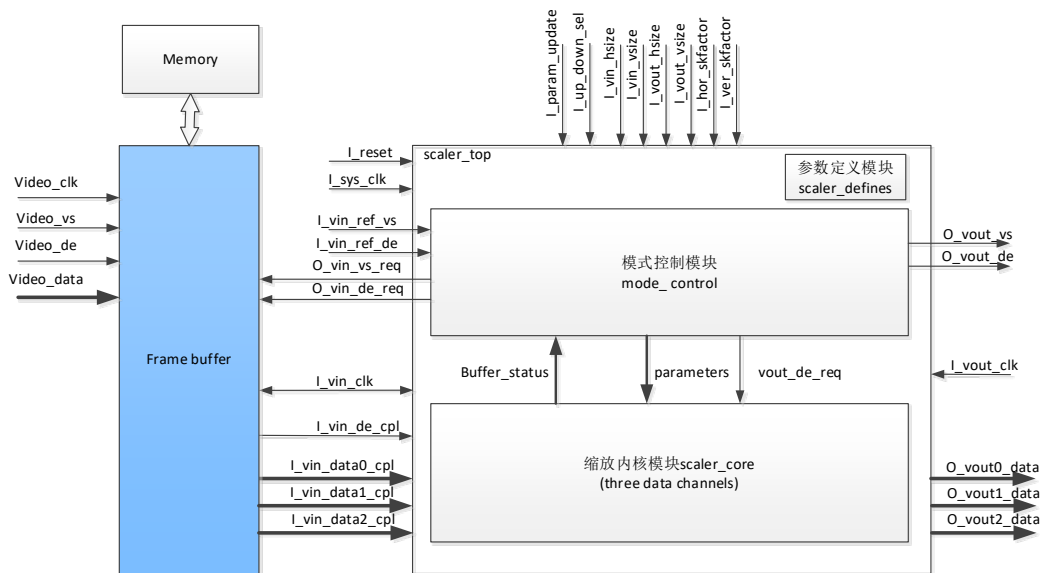 Memory
I_param_update
I_up_down_sel
I_vin_hsize
I_vin_vsize
I_vout_hsize
I_vout_vsize
I_hor_skfactor
I_ver_skfactor
I_reset
scaler_top
参数定义模块
scaler_defines
Video_clk
I_sys_clk
Video_vs
I_vin_ref_vs
O_vout_vs
Video_de
I_vin_ref_de
模式控制模块
mode_ control
O_vout_de
Video_data
O_vin_vs_req
O_vin_de_req
Frame buffer
Buffer_status
parameters
vout_de_req
I_vout_clk
I_vin_clk
I_vin_de_cpl
缩放内核模块scaler_core
(three data channels)
I_vin_data0_cpl
O_vout0_data
I_vin_data1_cpl
O_vout1_data
I_vin_data2_cpl
O_vout2_data